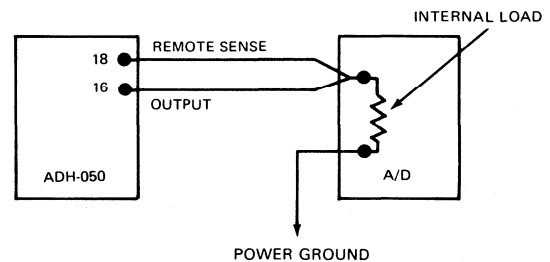 INTERNAL LOAD
18
REMOTE SENSE
16
OUTPUT
ADH-050
A/D
POWER GROUND